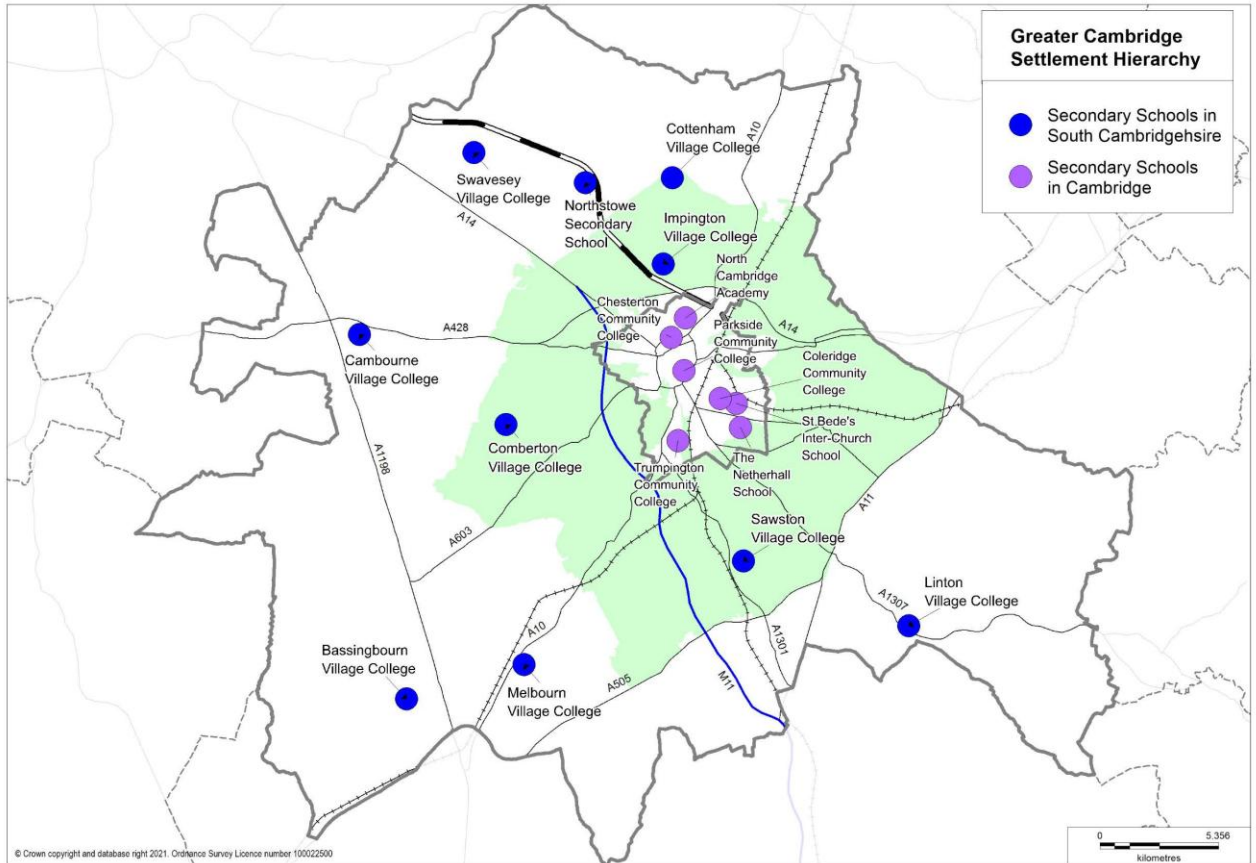 Greater Cambridge
Settlement Hierarchy
Secondary Schools in
South Cambridgehsire
Secondary Schools
in Cambridge
A10
Cottenham
Village College
Swavesey
Village College
Northstowe
Secondary
School
A14
Impington
Village College
North
Cambridge
Academy
Chesterton
Community
College
Parkside
Community
College
A14
A428
Coleridge
Community
College
Cambourne
Village College
St Bede's
Inter-Church
School
Comberton
Village College
The
Netherhall
School
Trumpington
Community
College
A1198
A11
A603
Sawston
Village College
Linton
Village College
A1307
A10
A1301
Bassingbourn
Village College
Melbourn
Village College
A505
M11
0
5.356
kilometres
© Crown copyright and database right 2021. Ordnance Survey Licence number 100022500